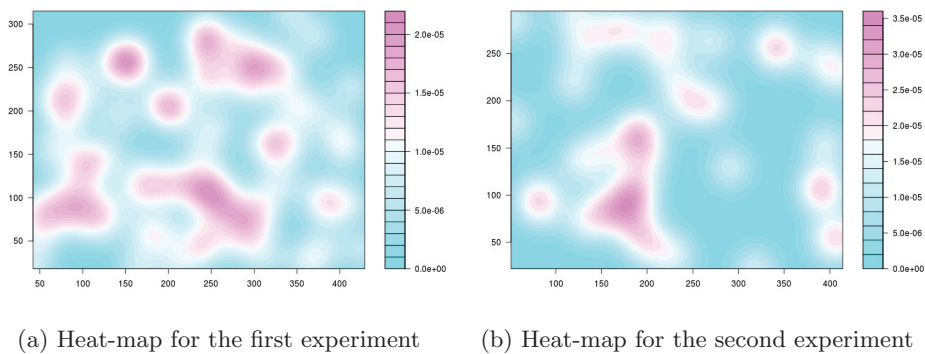 300
250
200
150
100
50
50 100 150 200 250 300 350 400
2.0e-05
1.5e-05
1.0e-05
5.0e-06
0.0e+00
250
200
150
100
50
100 150 200 250 300 350 400
3.5e-05
3.0e-05
2.5e-05
2.0e-05
1.5e-05
1.0e-05
5.0e-06
0.0e+00
(a) Heat-map for the first experiment
(b) Heat-map for the second experiment